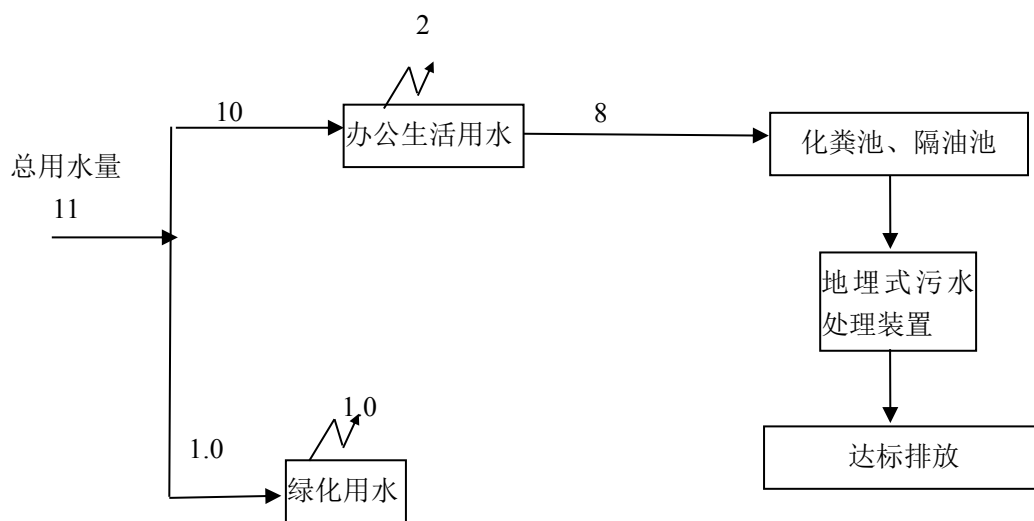 2
10
办公生活用水
8
化粪池、隔油池
总用水量
11
地埋式污水
处理装置
1.0
1.0
绿化用水
达标排放